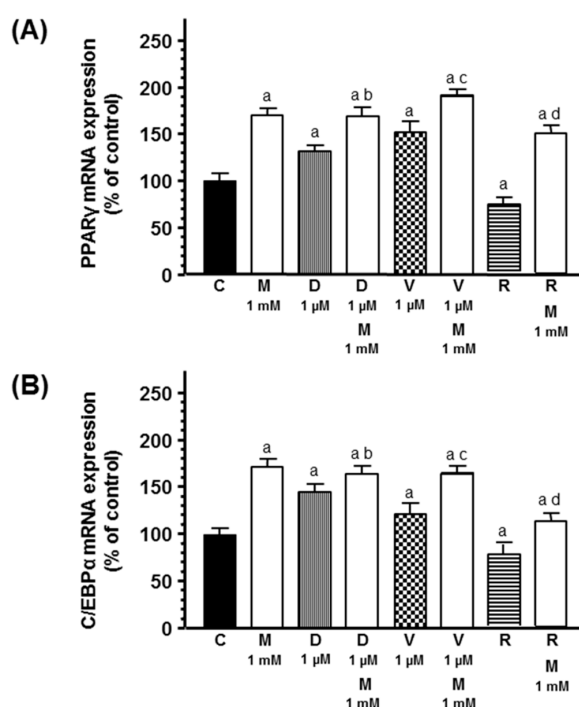 (A)
PPARγ mRNA expression
(% of control)
250
200
150
100
50
0
a
a
a b
a
a c
a
a d
C M D D V V R R
1 mM 1 µM 1 µM 1 µM 1 µM
M M M
1 mM 1 mM 1 mM
(B)
C/EBPα mRNA expression
(% of control)
250
200
150
100
50
0
a
a
a b
a
a c
a
a d
C M D D V V R R
1 mM 1 µM 1 µM 1 µM 1 µM
M M M
1 mM 1 mM 1 mM